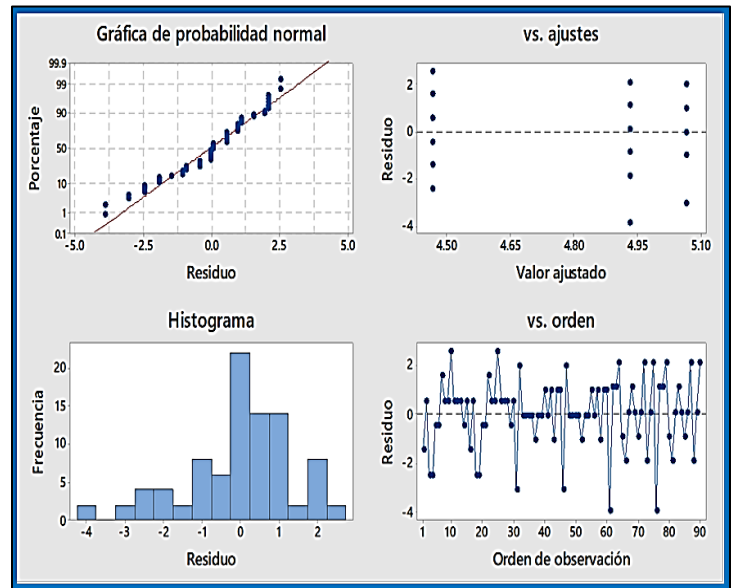 Gráfica de probabilidad normal
99.9
99
90
50
10
1
0.1
Porcentaje
-5.0 -2.5 0.0 2.5 5.0
Residuo
vs. ajustes
2
0
-2
-4
Residuo
4.50 4.65 4.80 4.95 5.10
Valor ajustado
Histograma
20
15
10
5
0
Frecuencia
-4 -3 -2 -1 0 1 2
Residuo
vs. orden
2
0
-2
-4
Residuo
1 10 20 30 40 50 60 70 80 90
Orden de observación